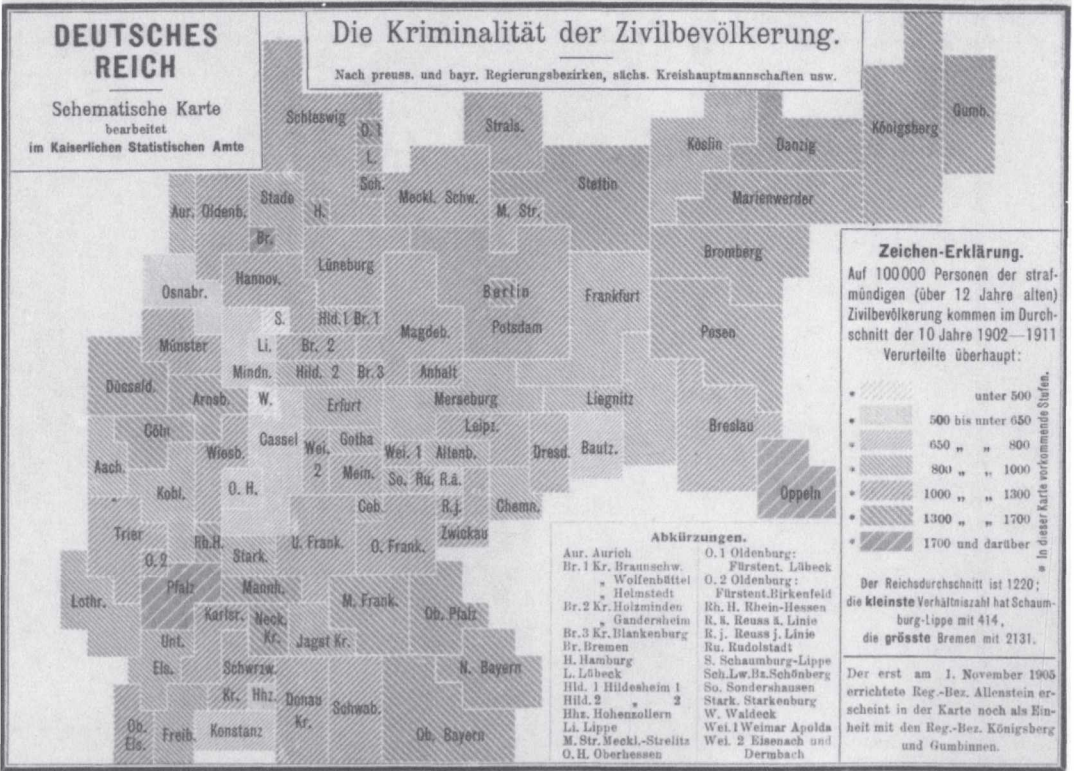 DEUTSCHES
REICH
Schematische Karte
bearbeitet
im Kaiserlichen Statistischen Amte
Die Kriminalität der Zivilbevölkerung.
Nach preuss. und bayr. Regierungsbezirken, sächs. Kreishauptmannschaften usw.
Schleswig
O. 1
L.
Sch.
Strals.
Köslin
Danzig
Königsberg
Gumb.
Stettin
Marienwerder
Aur. Oldenb.
Stade
H.
Meckl. Schw.
M. Str.
Br.
Hannov.
Lüneburg
Bromberg
Osnabr.
Berlin
Frankfurt
S.
Hld.1 Br.1
Magdeb.
Potsdam
Posen
Münster
Li.
Br. 2
Mindn.
Hild. 2 Br.3
Anhalt
Düsseld.
Arnsb.
W.
Erfurt
Merseburg
Liegnitz
Cöln
Cassel
Wei.
2
Gotha
Leipz.
Breslau
Aach.
Wiesb.
Mein.
Wei. 1 Altenb.
Dresd.
Bautz.
Kobl.
O. H.
So. Ru. R.ä.
Oppeln
Cob.
R.j.
Chemn.
Trier
Rh.H.
Stark.
U. Frank.
O. Frank.
Zwickau
O.2
Lothr.
Pfalz
Mannh.
M. Frank.
Ob. Pfalz
Karlsr.
Neck.
Kr.
Jagst Kr.
Unt.
Els.
Schwrzw.
N. Bayern
Kr. Hhz.
Donau
Kr.
Schwab.
Ob.
Els.
Freib.
Konstanz
Ob. Bayern
Zeichen-Erklärung.
Auf 100000 Personen der straf-
mündigen (über 12 Jahre alten)
Zivilbevölkerung kommen im Durch-
schnitt der 10 Jahre 1902—1911
Verurteilte überhaupt:
* unter 500
* 500 bis unter 650
* 650 „ „ 800
* 800 „ „ 1000
* 1000 „ „ 1300
* 1300 „ „ 1700
* 1700 und darüber
* In dieser Karte vorkommende Stufen.
Der Reichsdurchschnitt ist 1220;
die kleinste Verhältniszahl hat Schaum-
burg-Lippe mit 414,
die grösste Bremen mit 2131.
Der erst am 1. November 1905
errichtete Reg.-Bez. Allenstein er-
scheint in der Karte noch als Ein-
heit mit den Reg.-Bez. Königsberg
und Gumbinnen.
Abkürzungen.
Aur. Aurich
Br. 1 Kr. Braunschw.
„ Wolfenbüttel
„ Helmstedt
Br. 2 Kr. Holzminden
„ Gandersheim
Br. 3 Kr. Blankenburg
Br. Bremen
H. Hamburg
L. Lübeck
Hld. 1 Hildesheim 1
Hild. 2 „ 2
Hhz. Hohenzollern
Li. Lippe
M. Str. Meckl.-Strelitz
O. H. Oberhessen
O. 1 Oldenburg:
Fürstent. Lübeck
O. 2 Oldenburg:
Fürstent. Birkenfeld
Rh. H. Rhein-Hessen
R. ä. Reuss ä. Linie
R. j. Reuss j. Linie
Ru. Rudolstadt
S. Schaumburg-Lippe
Sch. Lw. Bz. Schönberg
So. Sondershausen
Stark. Starkenburg
W. Waldeck
Wei. 1 Weimar Apolda
Wei. 2 Eisenach und
Dermbach